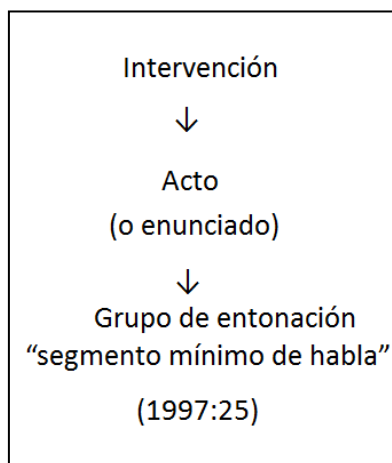 Intervención
↓
Acto
(o enunciado)
↓
Grupo de entonación
“segmento mínimo de habla”
(1997:25)